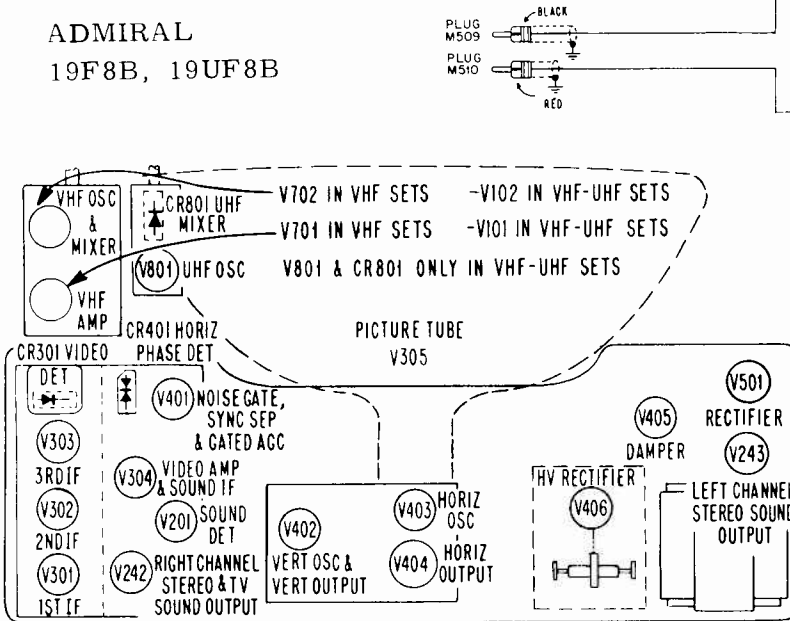 ADMIRAL
19F8B, 19UF8B
BLACK
PLUG
M509
PLUG
M510
RED
VHF OSC
&
MIXER
CR801 UHF
MIXER
V702 IN VHF SETS -V102 IN VHF-UHF SETS
V701 IN VHF SETS -V101 IN VHF-UHF SETS
V801 UHF OSC V801 & CR801 ONLY IN VHF-UHF SETS
VHF
AMP
PICTURE TUBE
V305
CR401 HORIZ
PHASE DET
CR301 VIDEO
DET
V401 NOISE GATE,
SYNC SEP
& GATED AGC
V303
3RD IF
V304 VIDEO AMP
& SOUND IF
V302
2ND IF
V201 SOUND
DET
V301
1ST IF
V242 RIGHT CHANNEL
STEREO & TV
SOUND OUTPUT
V402
VERT OSC &
VERT OUTPUT
V403 HORIZ
OSC
V404 HORIZ
OUTPUT
HV RECTIFIER
V406
V405
DAMPER
V501
RECTIFIER
V243
LEFT CHANNEL
STEREO SOUND
OUTPUT